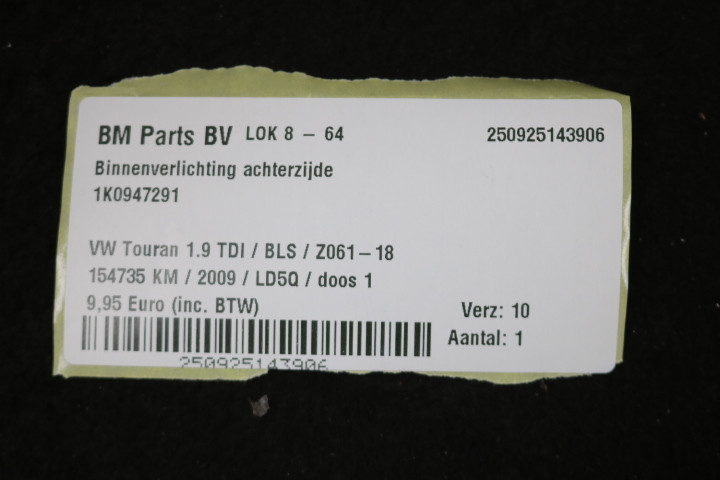 BM Parts BV LOK 8 - 64 250925143906
Binnenverlichting achterzijde
1K0947291
VW Touran 1.9 TDI / BLS / Z061-18
154735 KM / 2009 / LD5Q / doos 1
9,95 Euro (inc. BTW) Verz: 10
Aantal: 1
250925143906